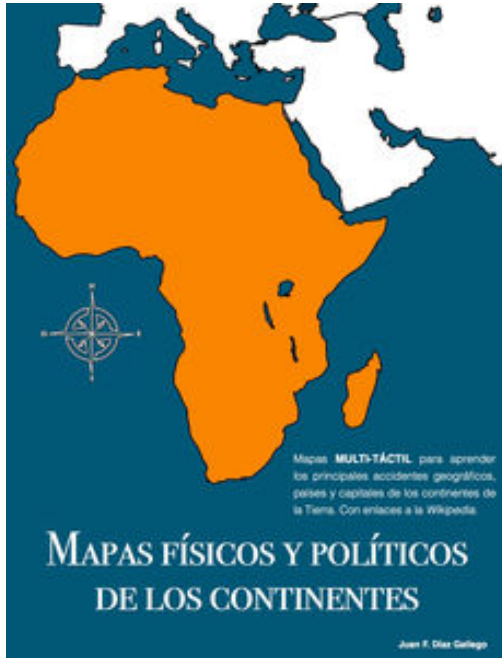 N
O E
S
Mapas MULTI-TÁCTIL para aprender
los principales accidentes geográficos,
países y capitales de los continentes de
la Tierra. Con enlaces a la Wikipedia
MAPAS FÍSICOS Y POLÍTICOS
DE LOS CONTINENTES
Juan F. Díaz Gallego